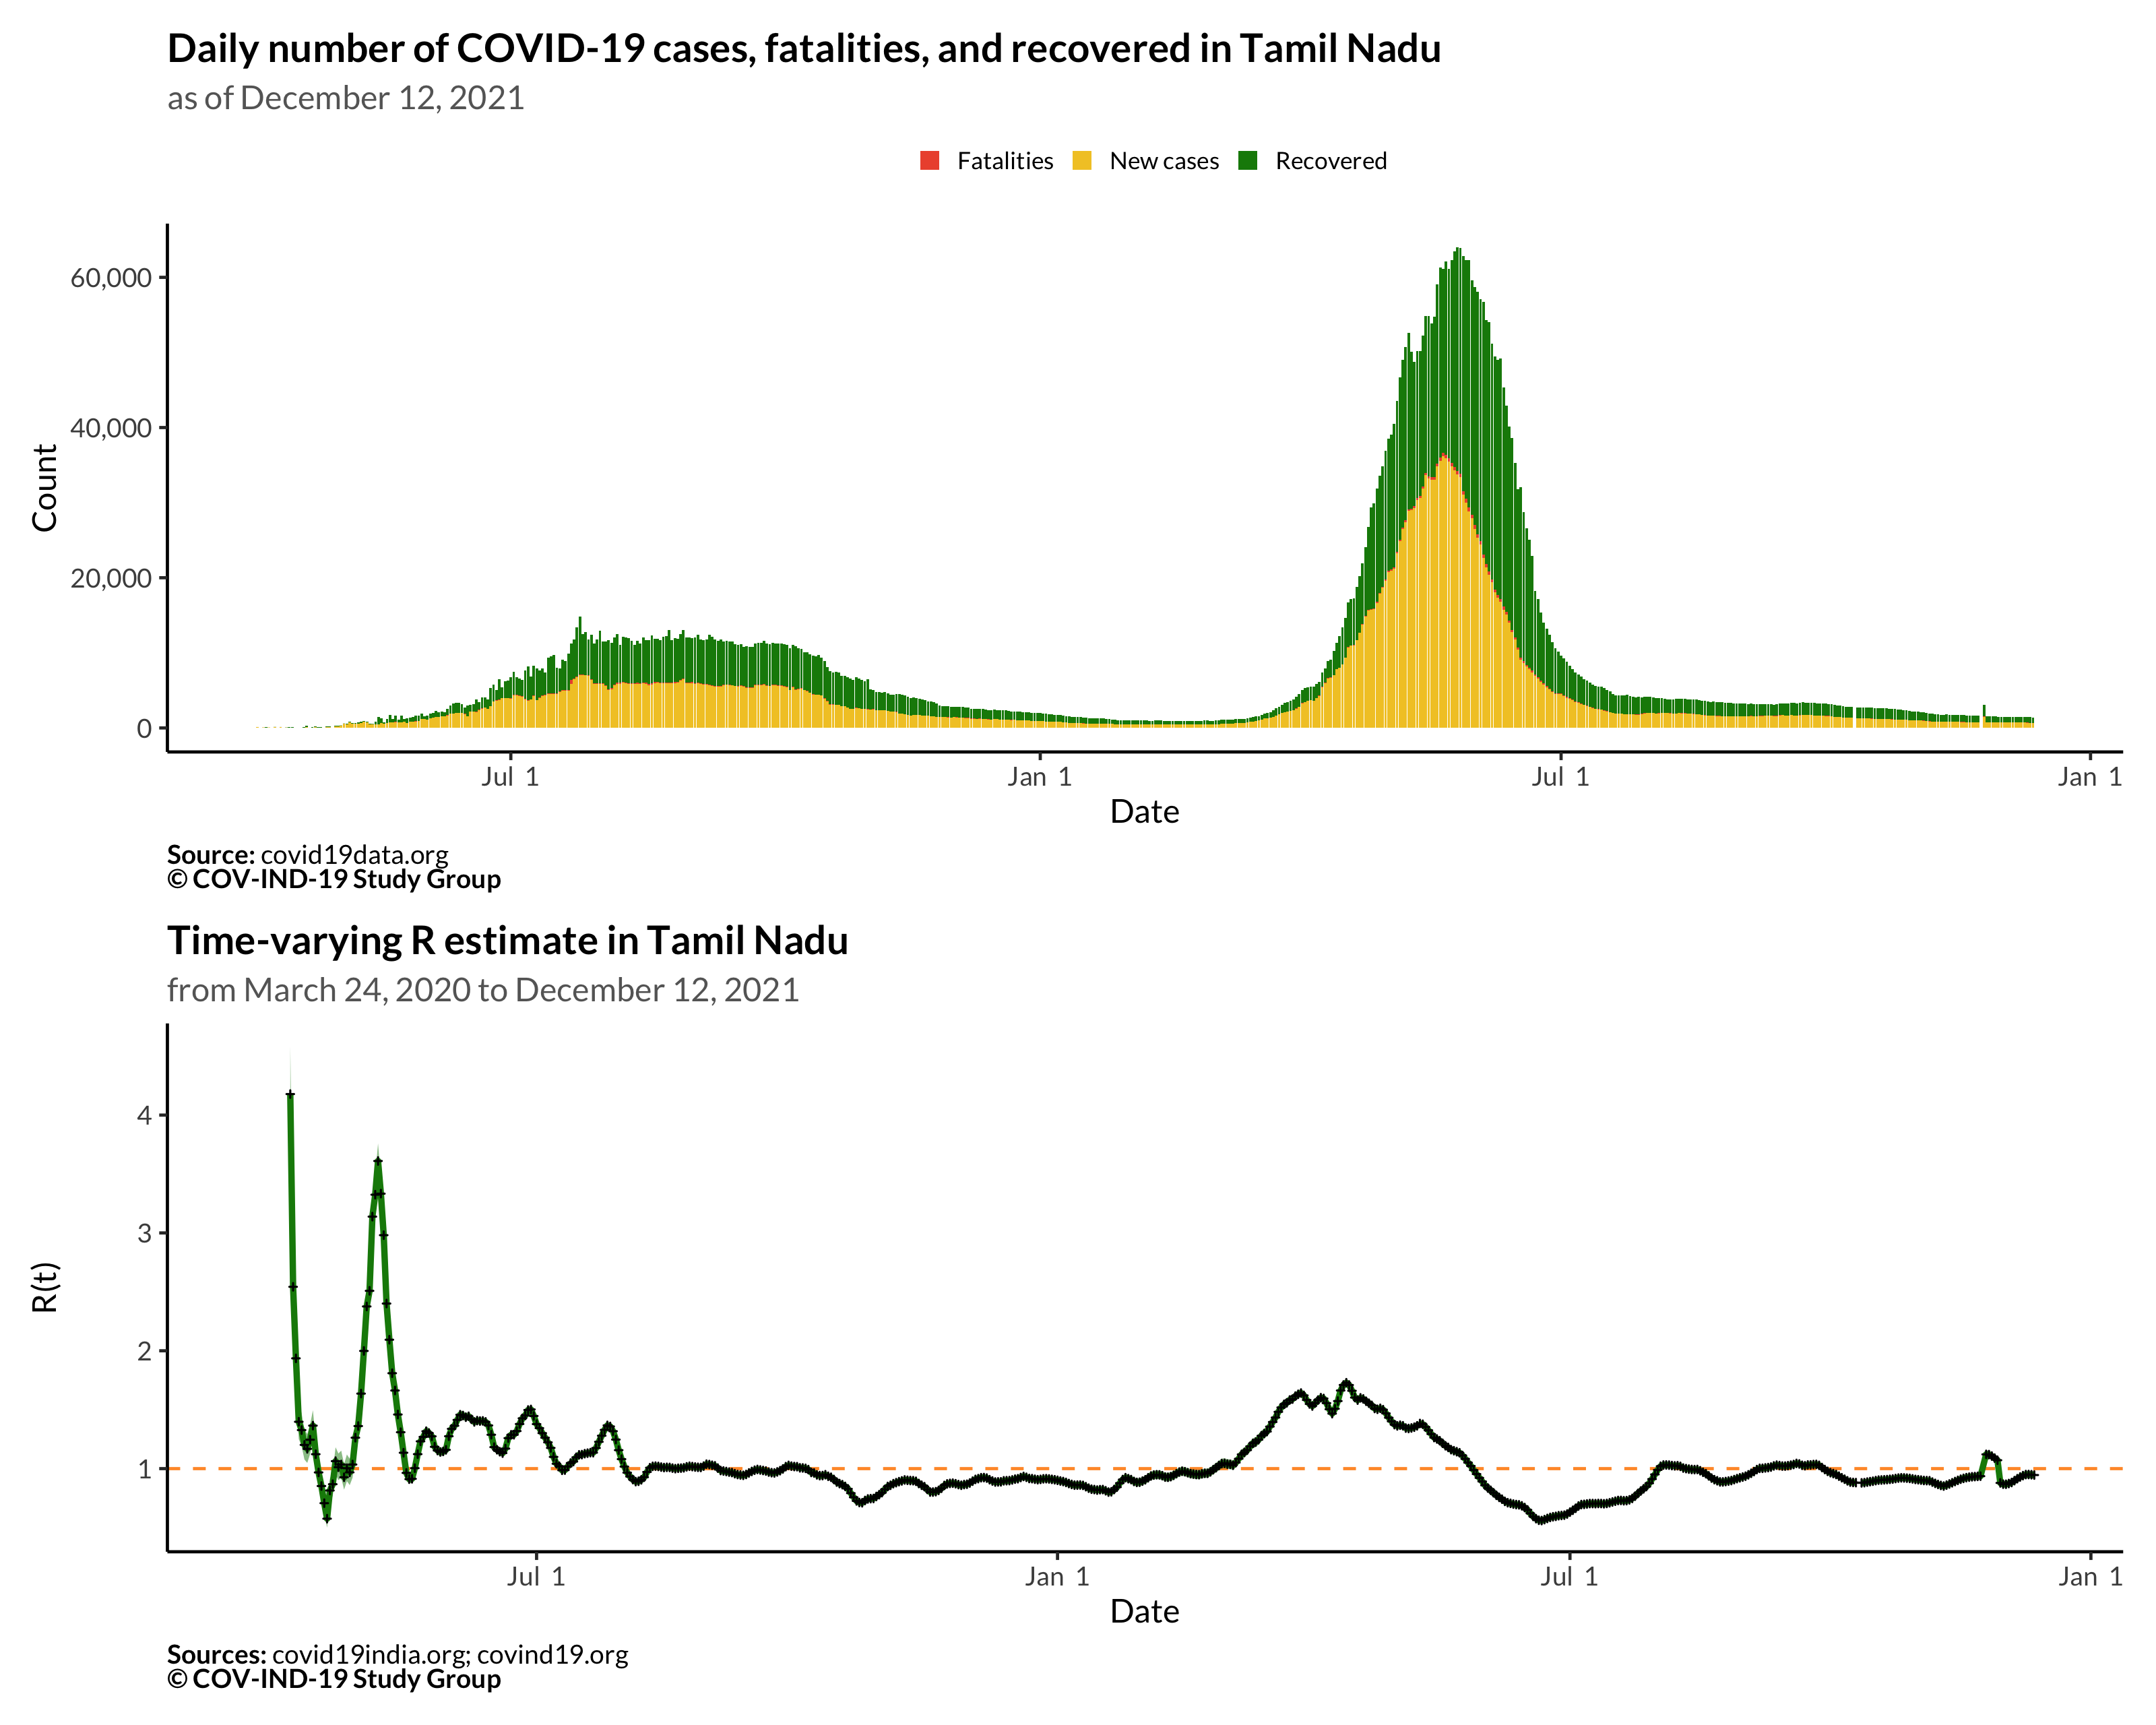 Daily number of COVID-19 cases, fatalities, and recovered in Tamil Nadu
as of December 12, 2021
Fatalities New cases Recovered
Count
60,000
40,000
20,000
0
Jul 1 Jan 1 Jul 1 Jan 1
Date
Source: covid19data.org
© COV-IND-19 Study Group
Time-varying R estimate in Tamil Nadu
from March 24, 2020 to December 12, 2021
R(t)
4
3
2
1
Jul 1 Jan 1 Jul 1 Jan 1
Date
Sources: covid19india.org; covind19.org
© COV-IND-19 Study Group